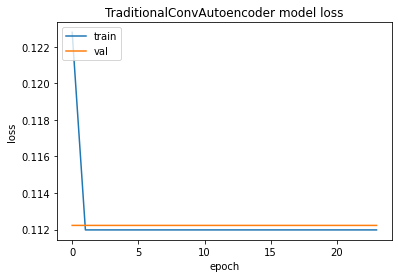 TraditionalConvAutoencoder model loss
train
val
0.122
0.120
0.118
0.116
0.114
0.112
loss
0
5
10
15
20
epoch